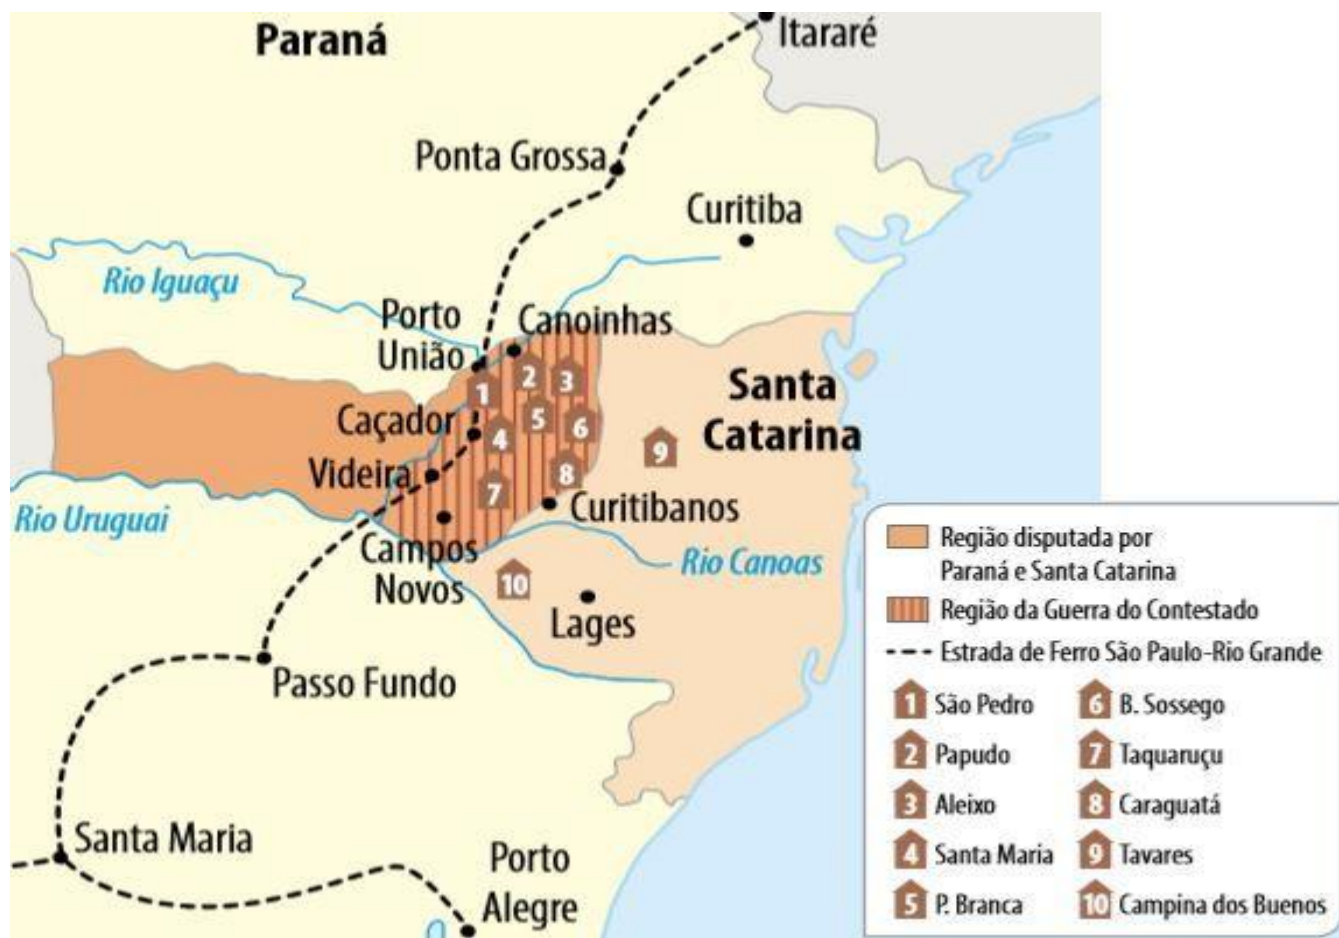 Paraná
Itararé
Ponta Grossa
Curitiba
Rio Iguaçu
Porto
União
Canoinhas
1
2
3
Santa
Catarina
Caçador
4
5
6
9
Videira
7
8
Rio Uruguai
Curitibanos
Campos
Novos
Rio Canoas
10
Lages
Passo Fundo
Santa Maria
Porto
Alegre
Região disputada por
Paraná e Santa Catarina
Região da Guerra do Contestado
Estrada de Ferro São Paulo-Rio Grande
1 São Pedro
2 Papudo
3 Aleixo
4 Santa Maria
5 P. Branca
6 B. Sossego
7 Taquaruçu
8 Caraguatá
9 Tavares
10 Campina dos Buenos